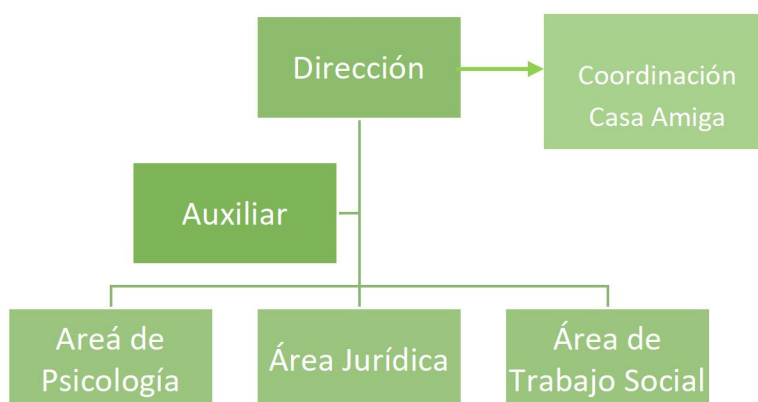 Dirección
Coordinación
Casa Amiga
Auxiliar
Areá de
Psicología
Área Jurídica
Área de
Trabajo Social